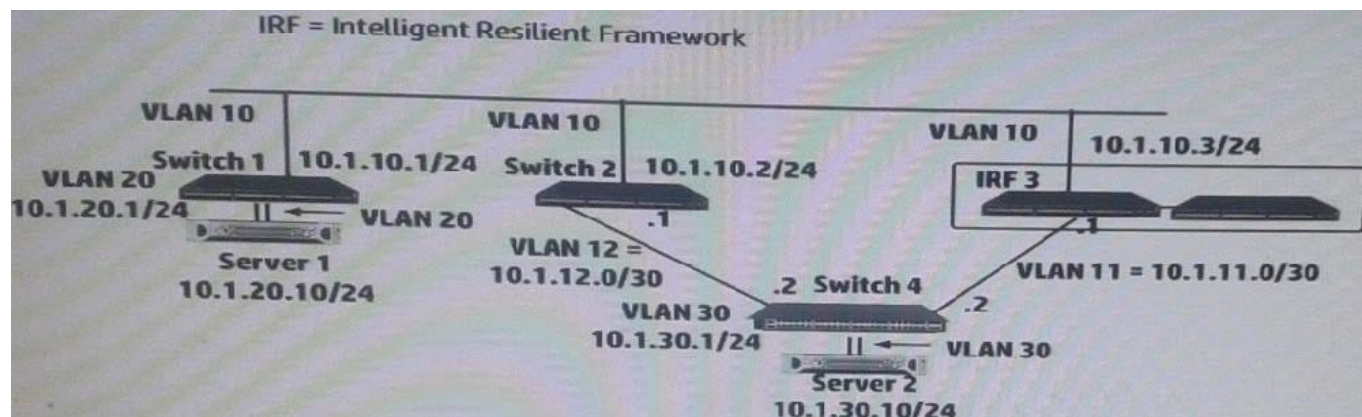 IRF = Intelligent Resilient Framework
VLAN 10
VLAN 10
VLAN 10
10.1.10.3/24
Switch 1
10.1.10.1/24
Switch 2
10.1.10.2/24
IRF 3
VLAN 20
10.1.20.1/24
VLAN 20
.1
.1
Server 1
10.1.20.10/24
VLAN 12 =
10.1.12.0/30
VLAN 11 = 10.1.11.0/30
.2
Switch 4
.2
VLAN 30
10.1.30.1/24
VLAN 30
Server 2
10.1.30.10/24